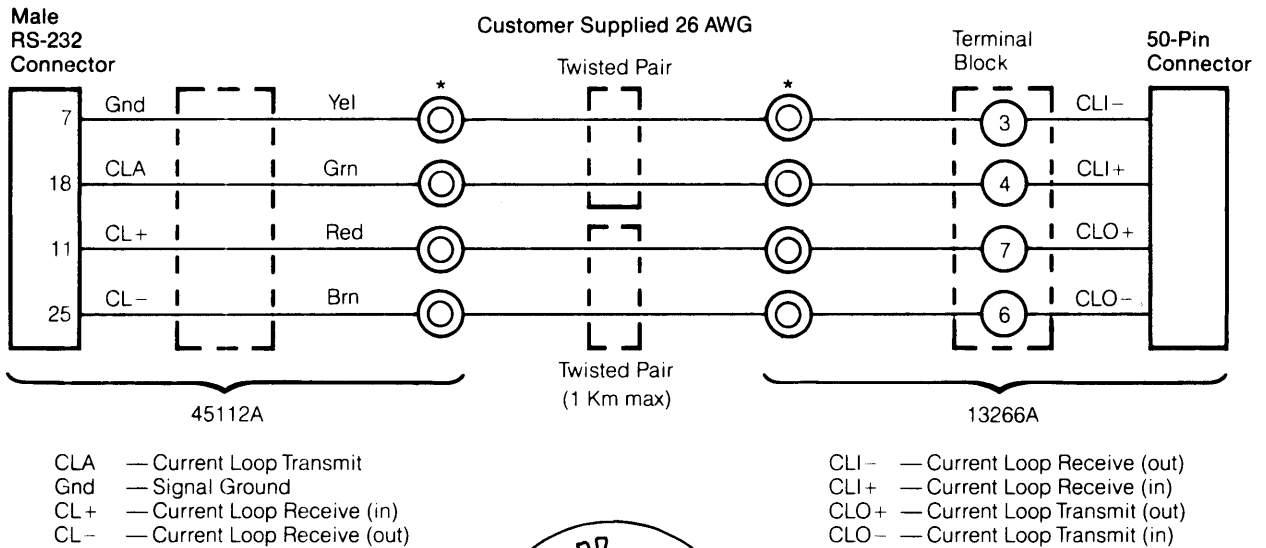 Male
RS-232
Connector
Customer Supplied 26 AWG
Twisted Pair
Terminal
Block
50-Pin
Connector
* *
7 Gnd Yel 3 CLI−
18 CLA Grn 4 CLI+
11 CL+ Red 7 CLO+
25 CL− Brn 6 CLO−
Twisted Pair
(1 Km max)
45112A 13266A
CLA — Current Loop Transmit
Gnd — Signal Ground
CL+ — Current Loop Receive (in)
CL− — Current Loop Receive (out)
CLI− — Current Loop Receive (out)
CLI+ — Current Loop Receive (in)
CLO+ — Current Loop Transmit (out)
CLO− — Current Loop Transmit (in)